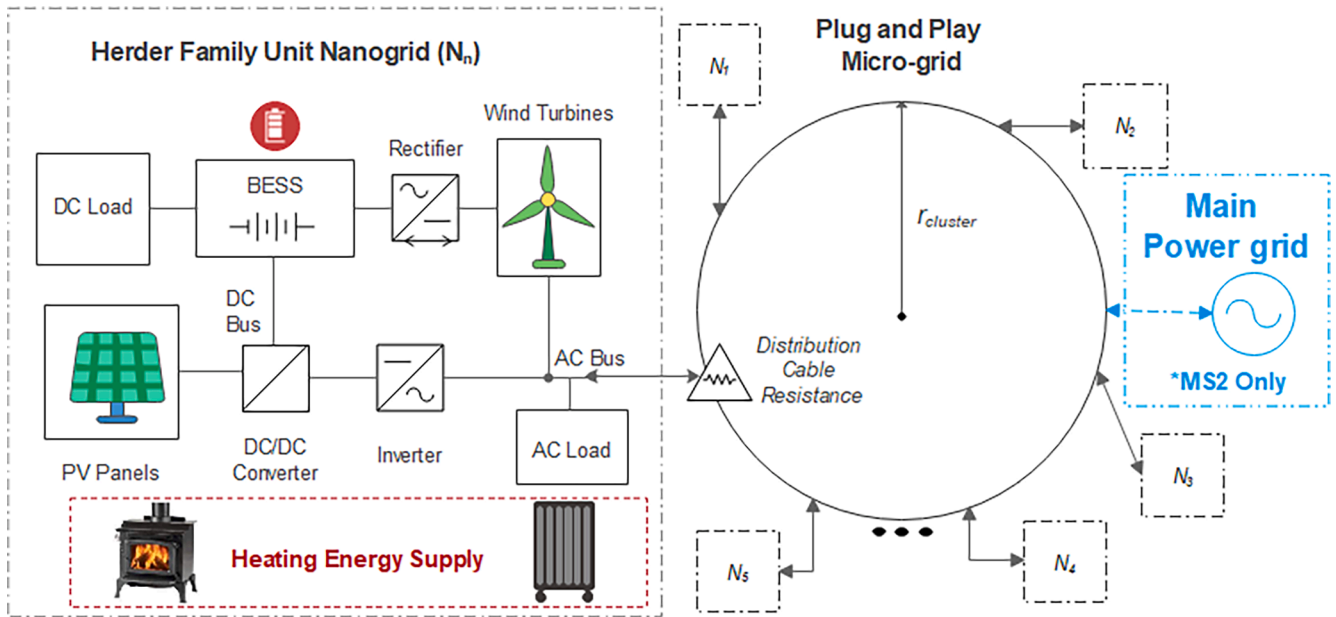 Herder Family Unit Nanogrid (Nn)
Wind Turbines
Rectifier
BESS
DC Load
DC
Bus
AC Bus
PV Panels
DC/DC
Converter
Inverter
AC Load
Heating Energy Supply
Plug and Play
Micro-grid
N1
N2
rcluster
Main
Power grid
*MS2 Only
Distribution
Cable
Resistance
N3
N4
N5